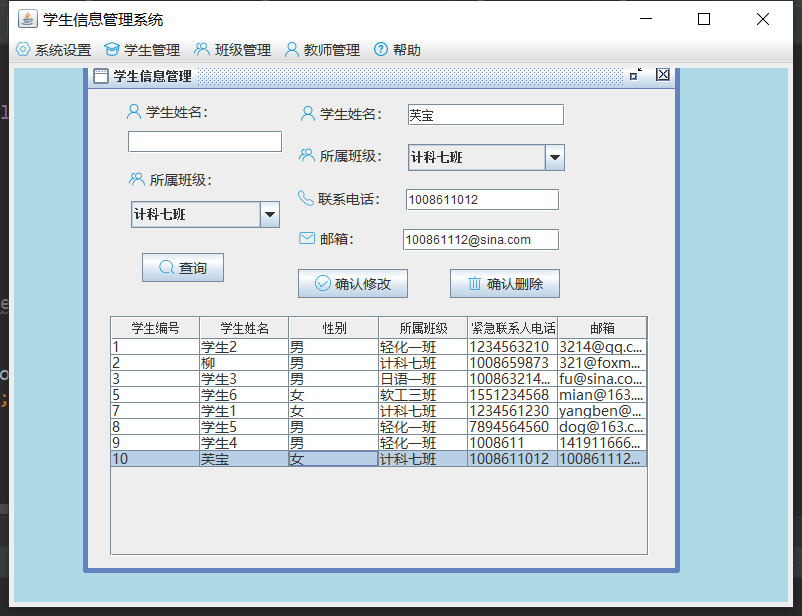 学生信息管理系统
系统设置 学生管理 班级管理 教师管理 帮助
学生信息管理
学生姓名：
学生姓名： 芙宝
所属班级： 计科七班
所属班级：
计科七班
联系电话： 1008611012
邮箱： 100861112@sina.com
查询
确认修改 确认删除
学生编号 学生姓名 性别 所属班级 紧急联系人电话 邮箱
1 学生2 男 轻化一班 1234563210 3214@qq.c...
2 柳 男 计科七班 1008659873 321@foxm...
3 学生3 男 日语一班 100863214... fu@sina.co...
5 学生6 女 软工三班 1551234568 mian@163....
7 学生1 女 计科七班 1234561230 yangben@...
8 学生5 男 轻化一班 7894564560 dog@163.c...
9 学生4 男 轻化一班 1008611 141911666...
10 芙宝 女 计科七班 1008611012 100861112...